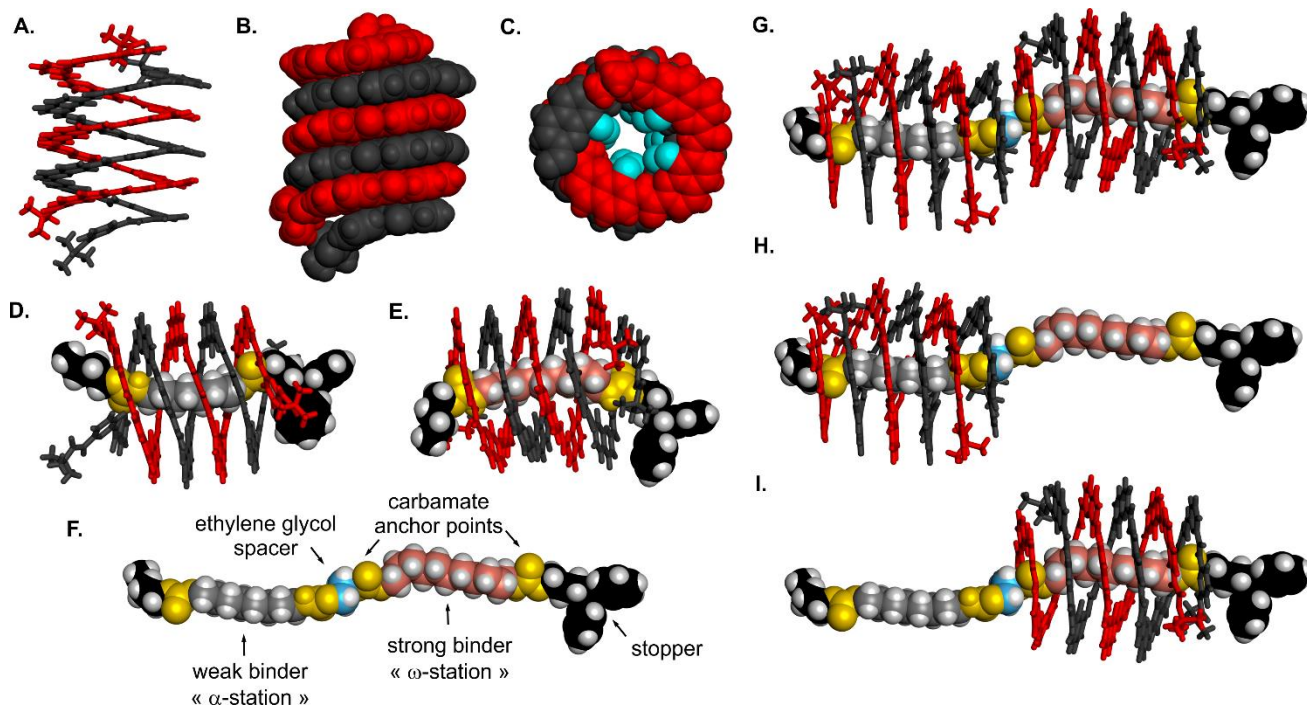 A.
B.
C.
G.
D.
E.
H.
F.
ethylene glycol
spacer
carbamate
anchor points
I.
weak binder
« α-station »
strong binder
« ω-station »
stopper